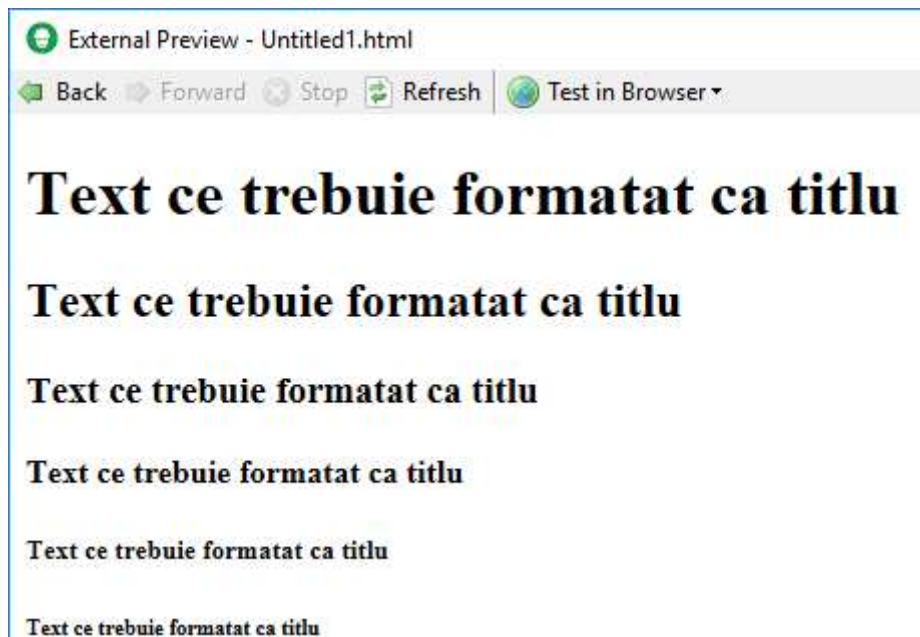 External Preview - Untitled1.html
Back Forward Stop Refresh Test in Browser
Text ce trebuie formatat ca titlu
Text ce trebuie formatat ca titlu
Text ce trebuie formatat ca titlu
Text ce trebuie formatat ca titlu
Text ce trebuie formatat ca titlu
Text ce trebuie formatat ca titlu